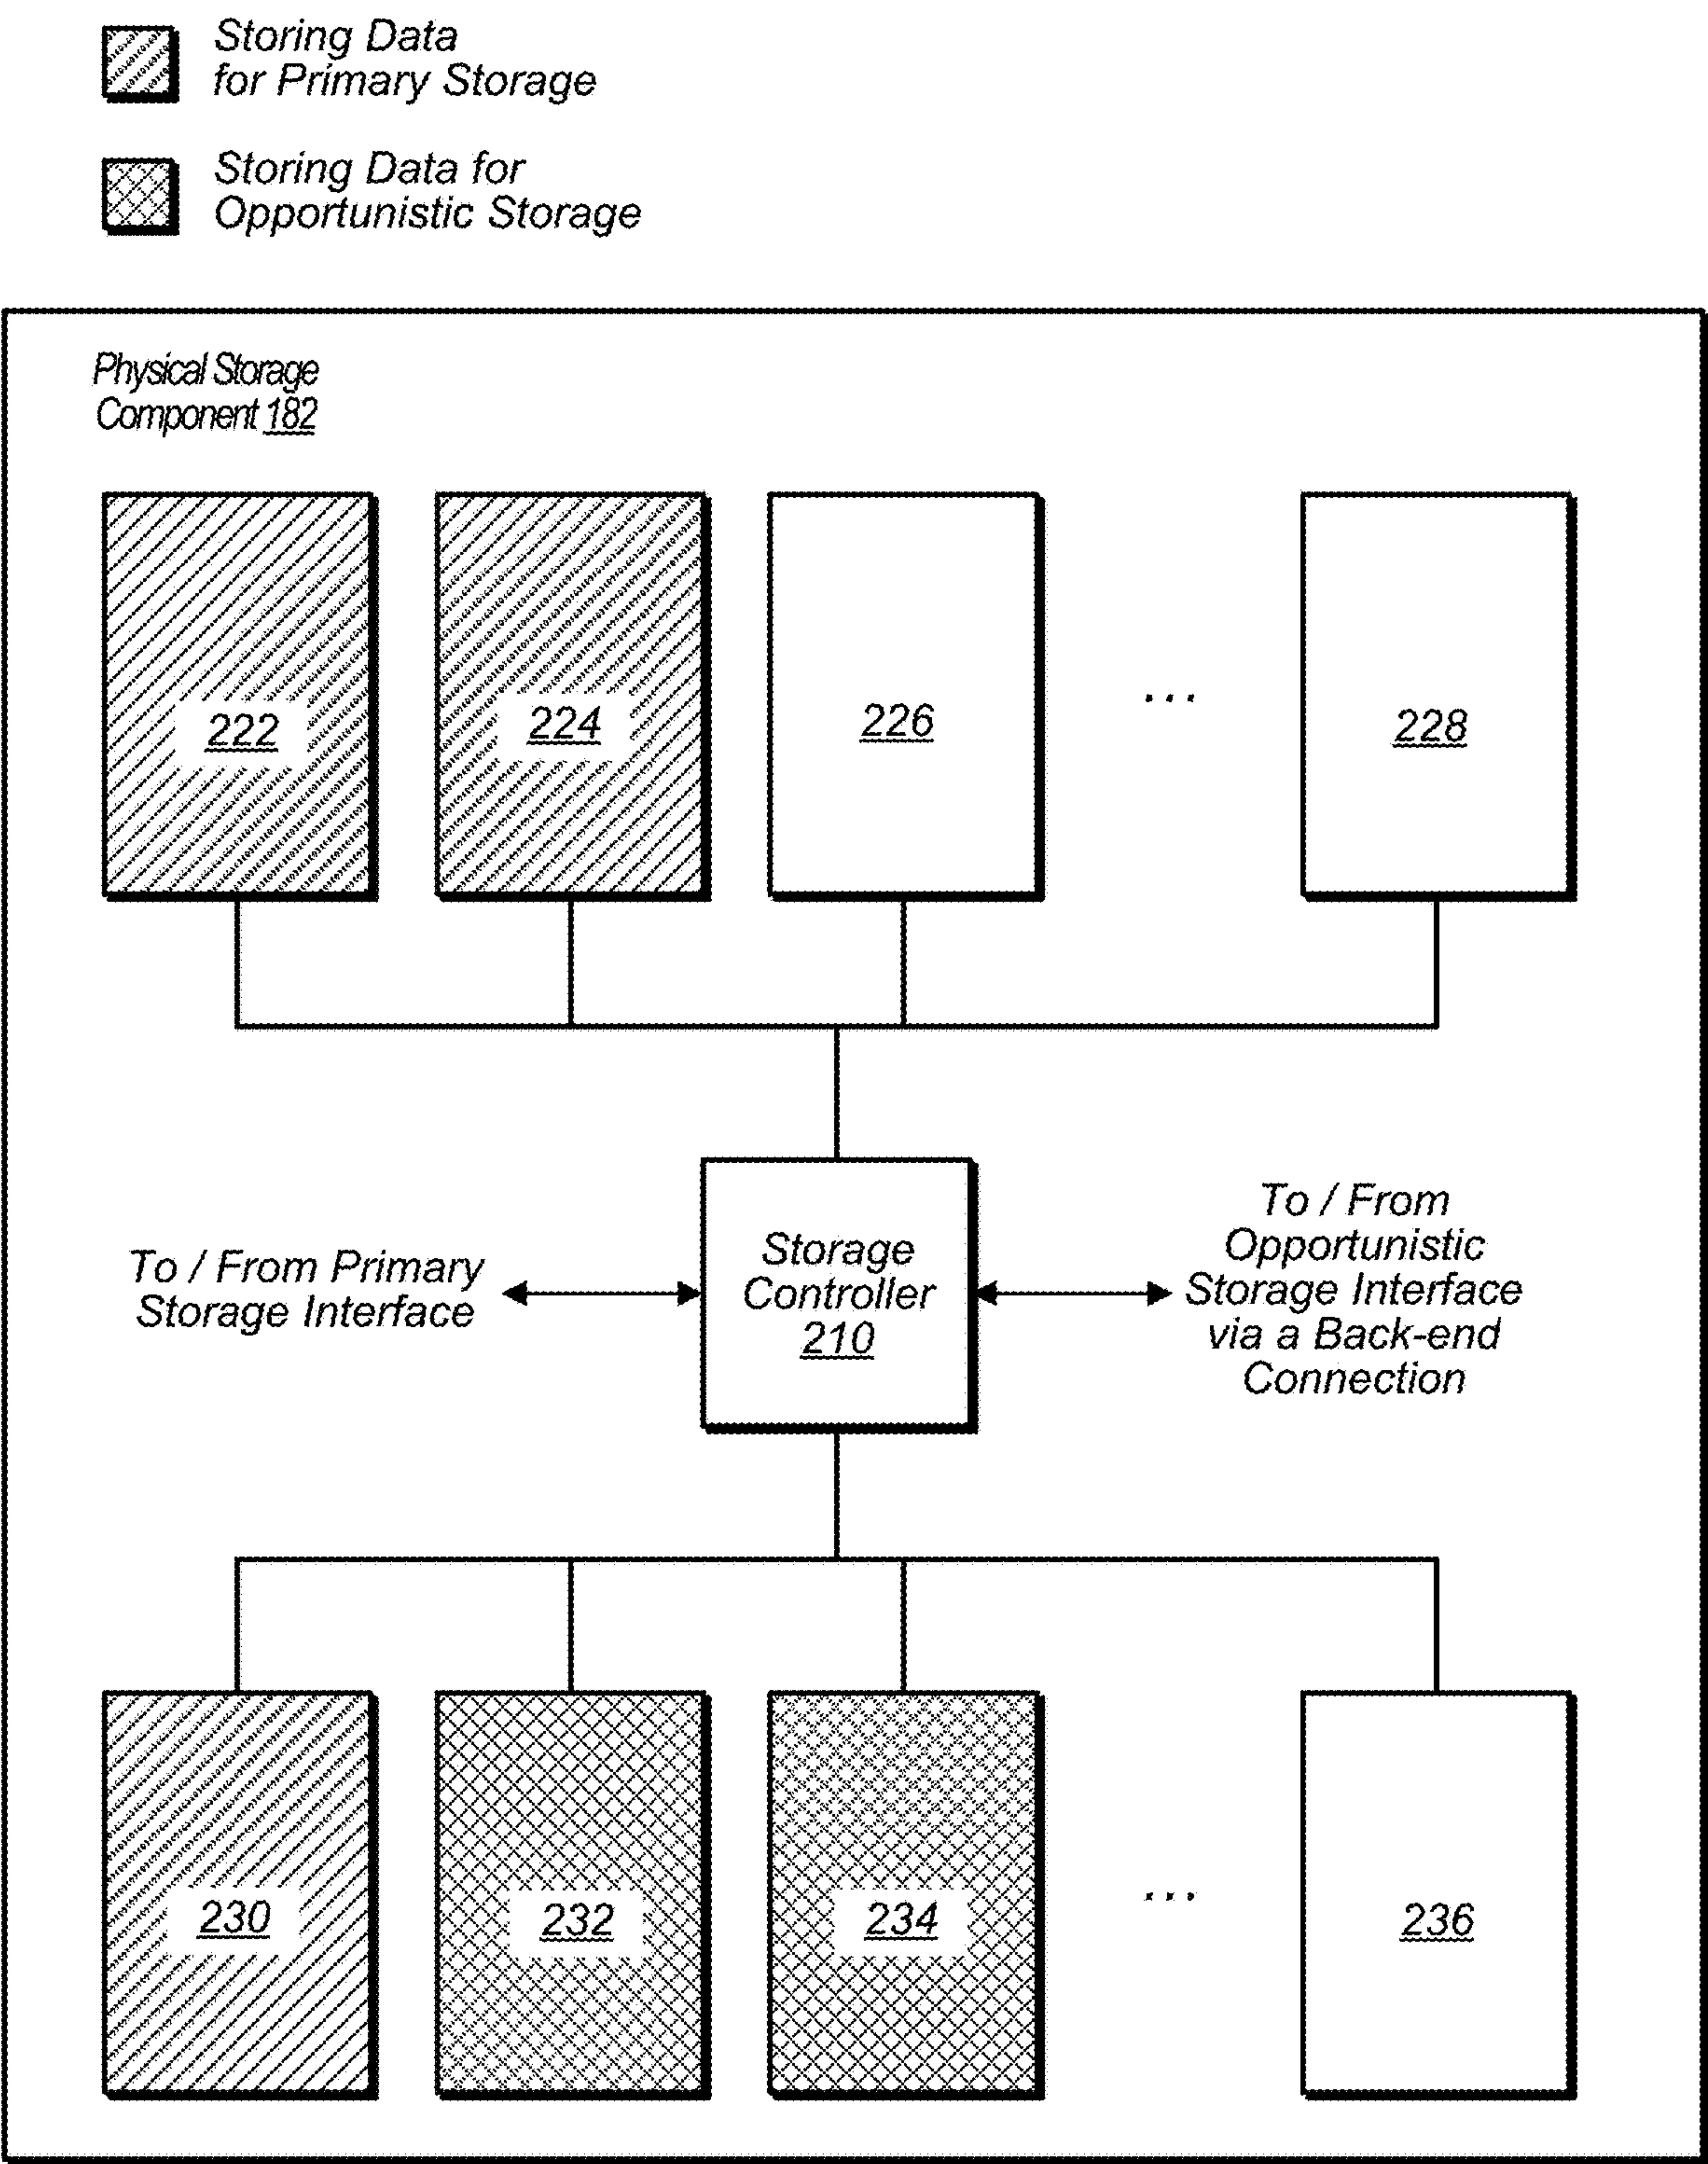 Storing Data
for Primary Storage
Storing Data for
Opportunistic Storage
Physical Storage
Component 182
222
224
226
...
228
To / From Primary
Storage Interface
Storage
Controller
210
To / From
Opportunistic
Storage Interface
via a Back-end
Connection
230
232
234
...
236